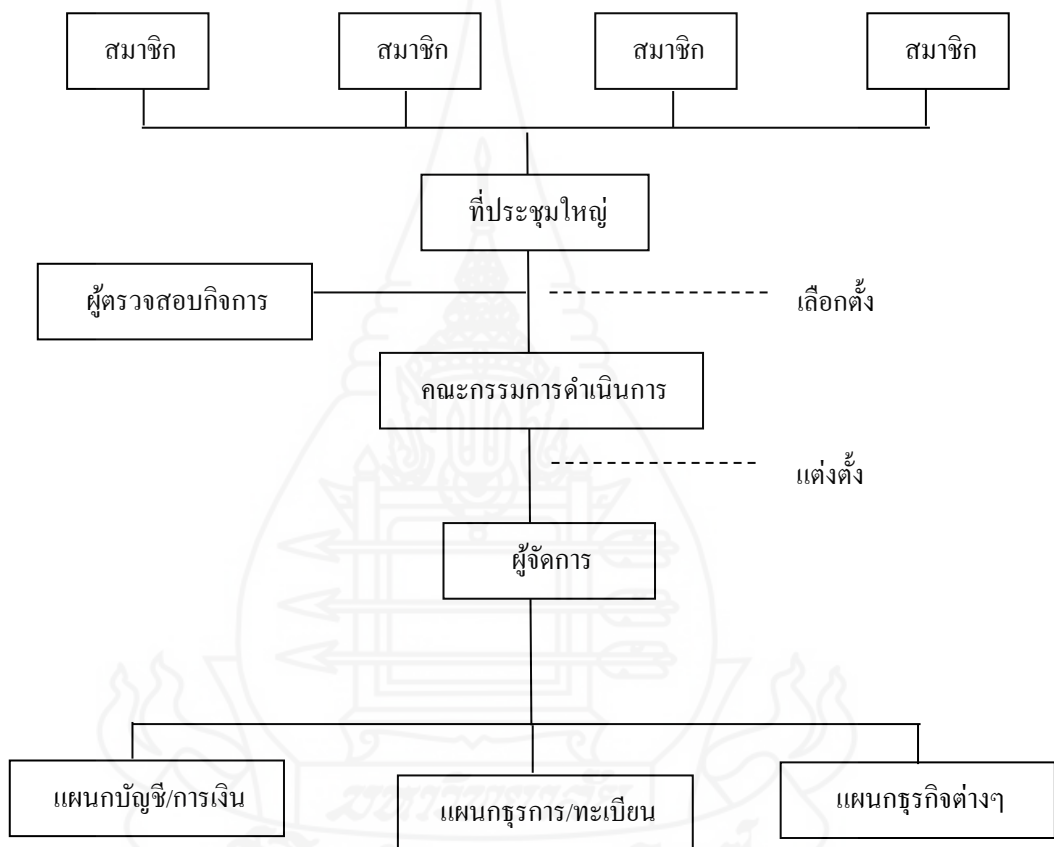 สมาชิก
สมาชิก
สมาชิก
สมาชิก
ที่ประชุมใหญ่
ผู้ตรวจสอบกิจการ
เลือกตั้ง
คณะกรรมการดำเนินการ
แต่งตั้ง
ผู้จัดการ
แผนกบัญชี/การเงิน
แผนกธุรการ/ทะเบียน
แผนกธุรกิจต่างๆ